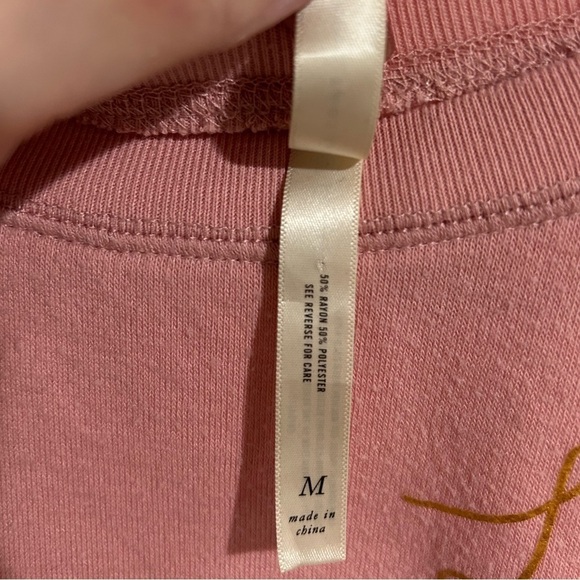 50% RAYON 50% POLYESTER
SEE REVERSE FOR CARE
M
made in
china